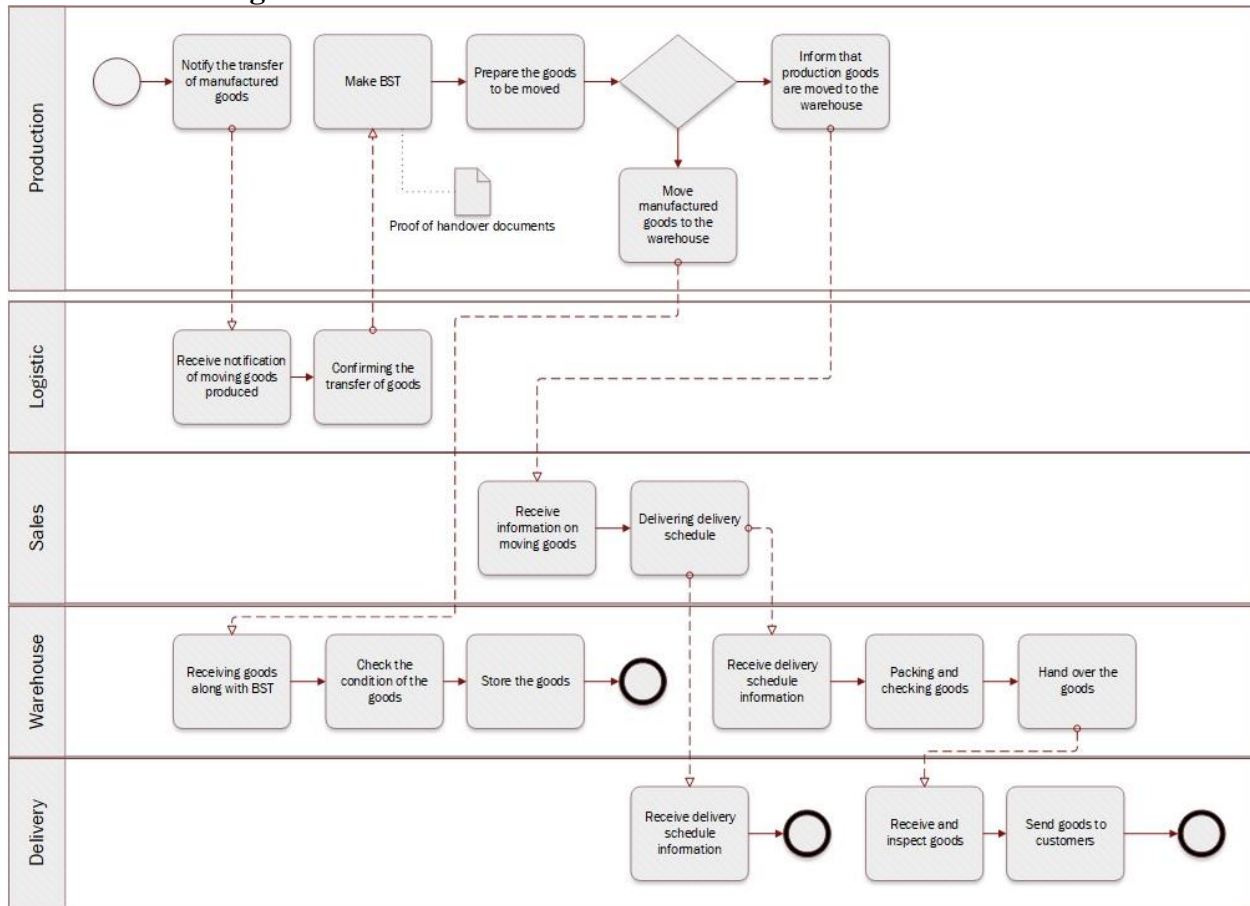 Production
Notify the transfer
of manufactured
goods
Make BST
Prepare the goods
to be moved
Inform that
production goods
are moved to the
warehouse
Proof of handover documents
Move
manufactured
goods to the
warehouse
Logistic
Receive notification
of moving goods
produced
Confirming the
transfer of goods
Sales
Receive
information on
moving goods
Delivering delivery
schedule
Warehouse
Receiving goods
along with BST
Check the
condition of the
goods
Store the goods
Receive delivery
schedule
information
Packing and
checking goods
Hand over the
goods
Delivery
Receive delivery
schedule
information
Receive and
inspect goods
Send goods to
customers